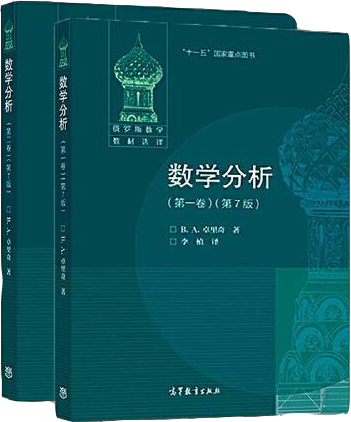 数学分析
(第一卷)(第7版)
□ B. A. 卓里奇 著
俄罗斯数学
教材选译
数学分析
(第一卷)(第7版)
□ B. A. 卓里奇 著
"十一五"国家重点图书
数学分析
(第一卷)(第7版)
□ B. A. 卓里奇 著
□ 李植 译
高等教育出版社